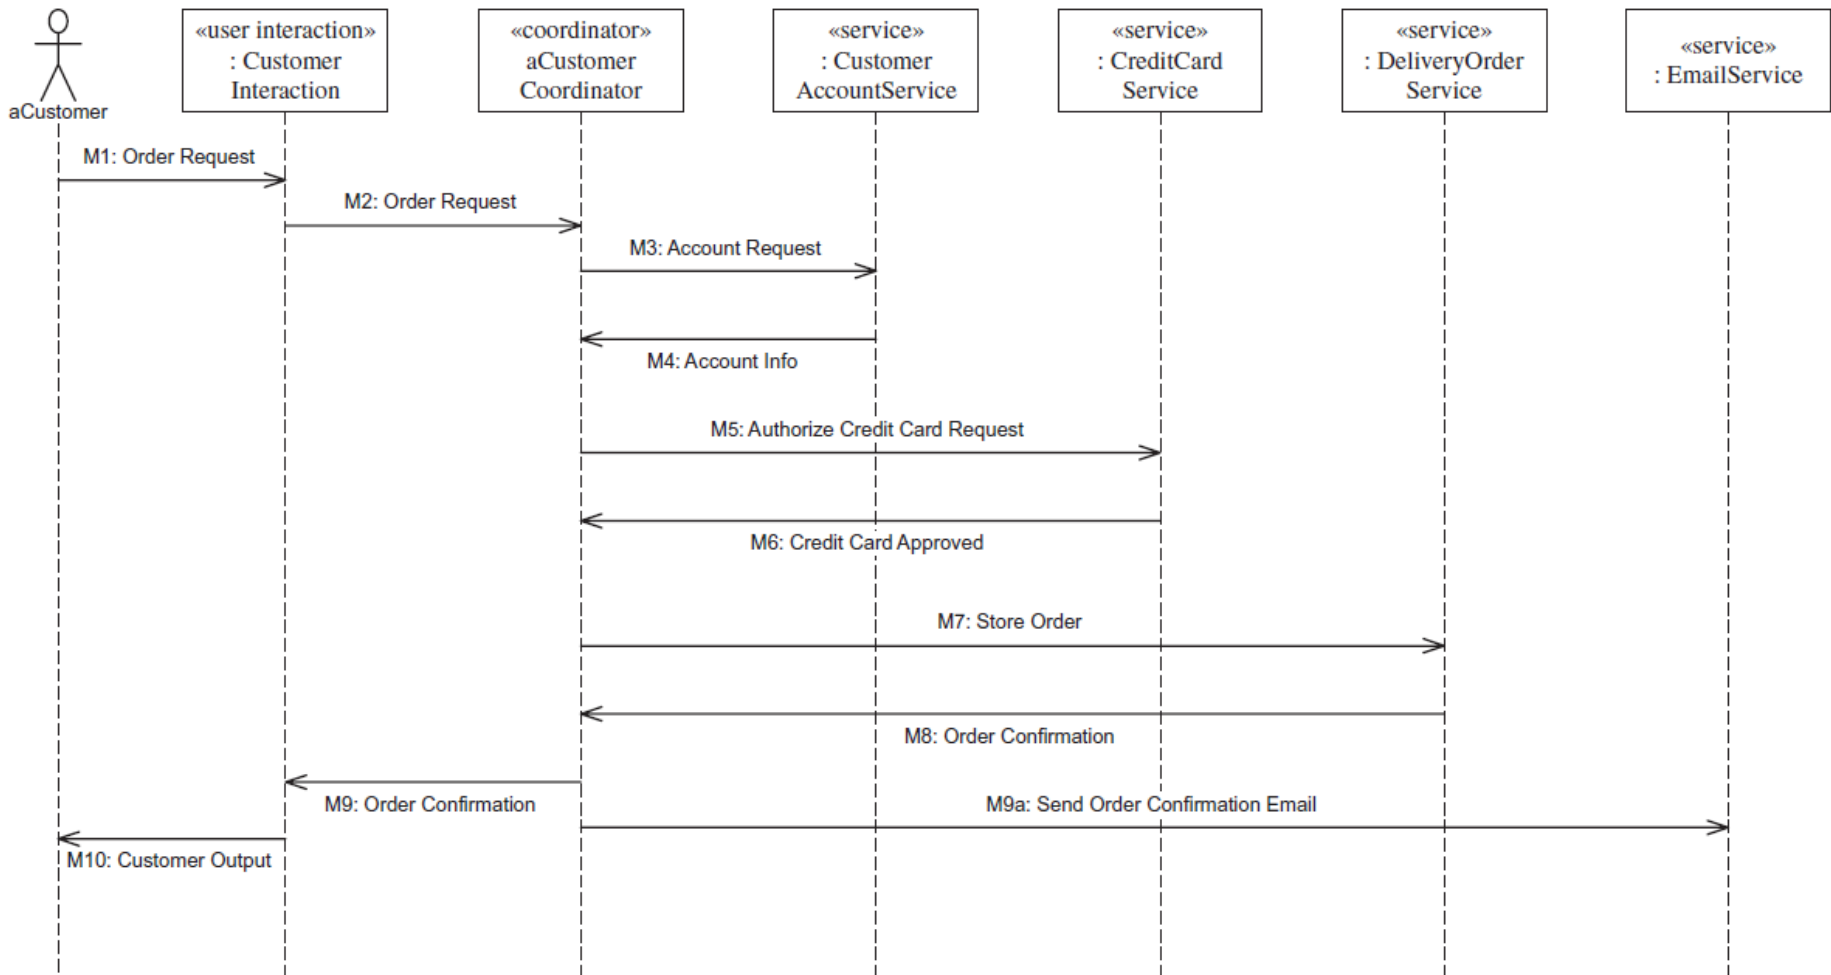 aCustomer
«user interaction»
: Customer
Interaction
«coordinator»
aCustomer
Coordinator
«service»
: Customer
AccountService
«service»
: CreditCard
Service
«service»
: DeliveryOrder
Service
«service»
: EmailService
M1: Order Request
M2: Order Request
M3: Account Request
M4: Account Info
M5: Authorize Credit Card Request
M6: Credit Card Approved
M7: Store Order
M8: Order Confirmation
M9: Order Confirmation
M9a: Send Order Confirmation Email
M10: Customer Output